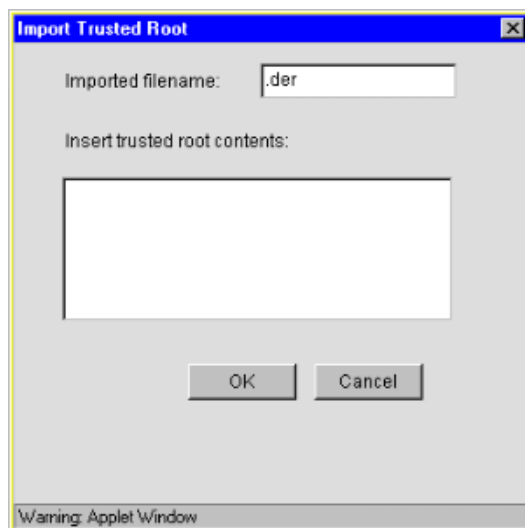 Import Trusted Root
Imported filename: .der
Insert trusted root contents:
OK Cancel
Warning: Applet Window